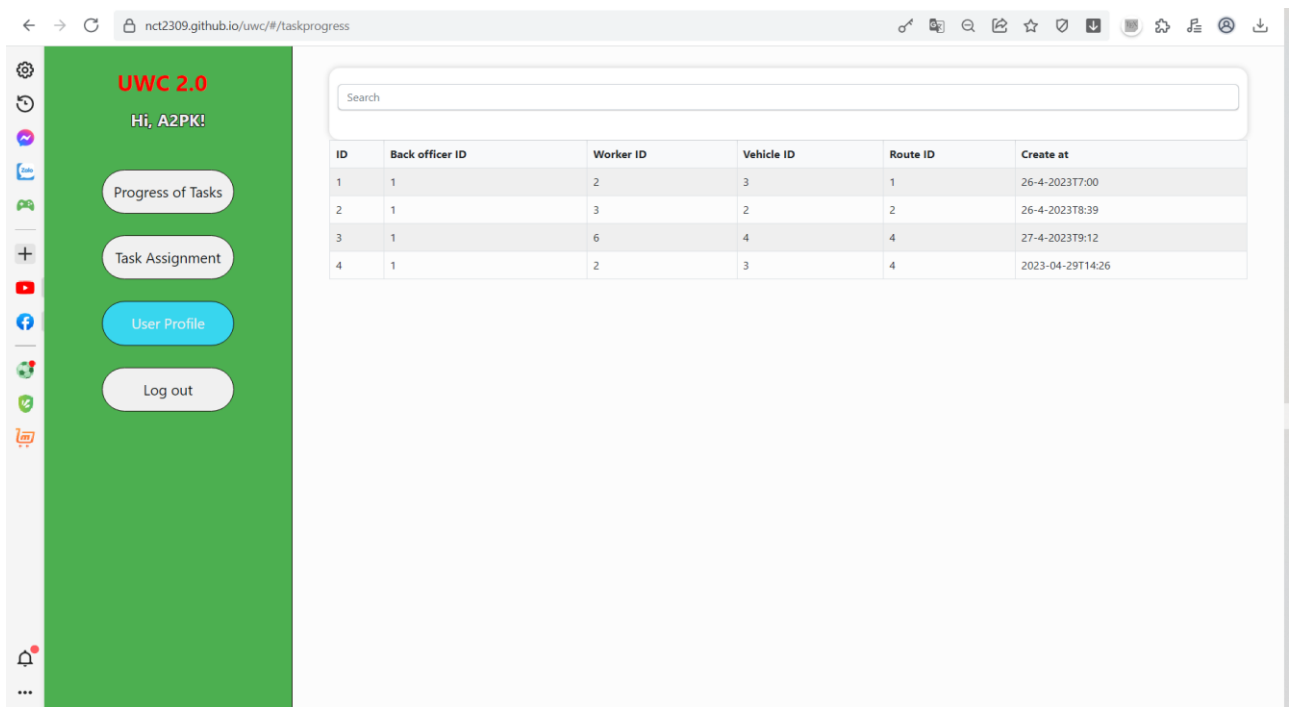 nct2309.github.io/uwc/#/taskprogress
UWC 2.0
Hi, A2PK!
Progress of Tasks
Task Assignment
User Profile
Log out
Search
ID Back officer ID Worker ID Vehicle ID Route ID Create at
1 1 2 3 1 26-4-2023T7:00
2 1 3 2 2 26-4-2023T8:39
3 1 6 4 4 27-4-2023T9:12
4 1 2 3 4 2023-04-29T14:26
Zalo